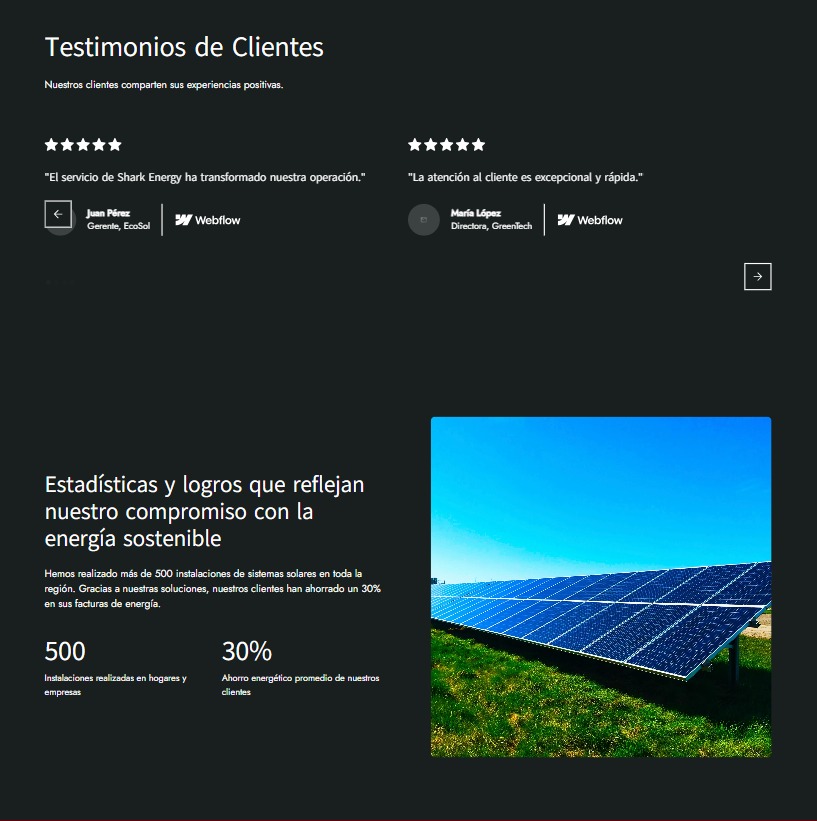 Testimonios de Clientes
Nuestros clientes comparten sus experiencias positivas.
"El servicio de Shark Energy ha transformado nuestra operación."
Juan Pérez
Gerente, EcoSol
Webflow
"La atención al cliente es excepcional y rápida."
María López
Directora, GreenTech
Webflow
Estadísticas y logros que reflejan
nuestro compromiso con la
energía sostenible
Hemos realizado más de 500 instalaciones de sistemas solares en toda la
región. Gracias a nuestras soluciones, nuestros clientes han ahorrado un 30%
en sus facturas de energía.
500
Instalaciones realizadas en hogares y
empresas
30%
Ahorro energético promedio de nuestros
clientes